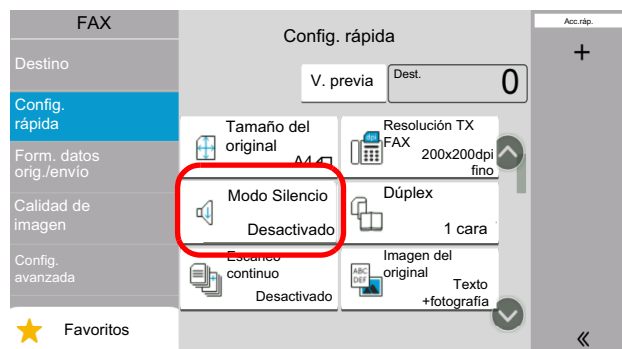 FAX
Destino
Config.
rápida
Form. datos
orig./envío
Calidad de
imagen
Config.
avanzada
Favoritos
Config. rápida
V. previa
Dest.
0
Tamaño del
original
A4
Resolución TX
FAX
200x200dpi
fino
Modo Silencio
Desactivado
Dúplex
1 cara
Escaneo
continuo
Desactivado
ABC
DEF
Imagen del
original
Texto
+fotografía
Acc.ráp.
+
«